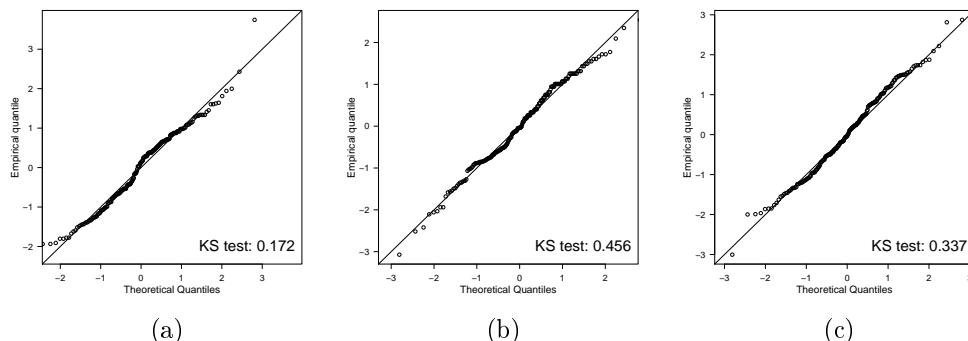 3
2
1
0
−1
−2
Empirical quantile
KS test: 0.172
−2 −1 0 1 2 3
Theoretical Quantiles
(a)
2
1
0
−1
−2
−3
Empirical quantile
KS test: 0.456
−3 −2 −1 0 1 2
Theoretical Quantiles
(b)
3
2
1
0
−1
−2
−3
Empirical quantile
KS test: 0.337
−3 −2 −1 0 1 2 3
Theoretical Quantiles
(c)